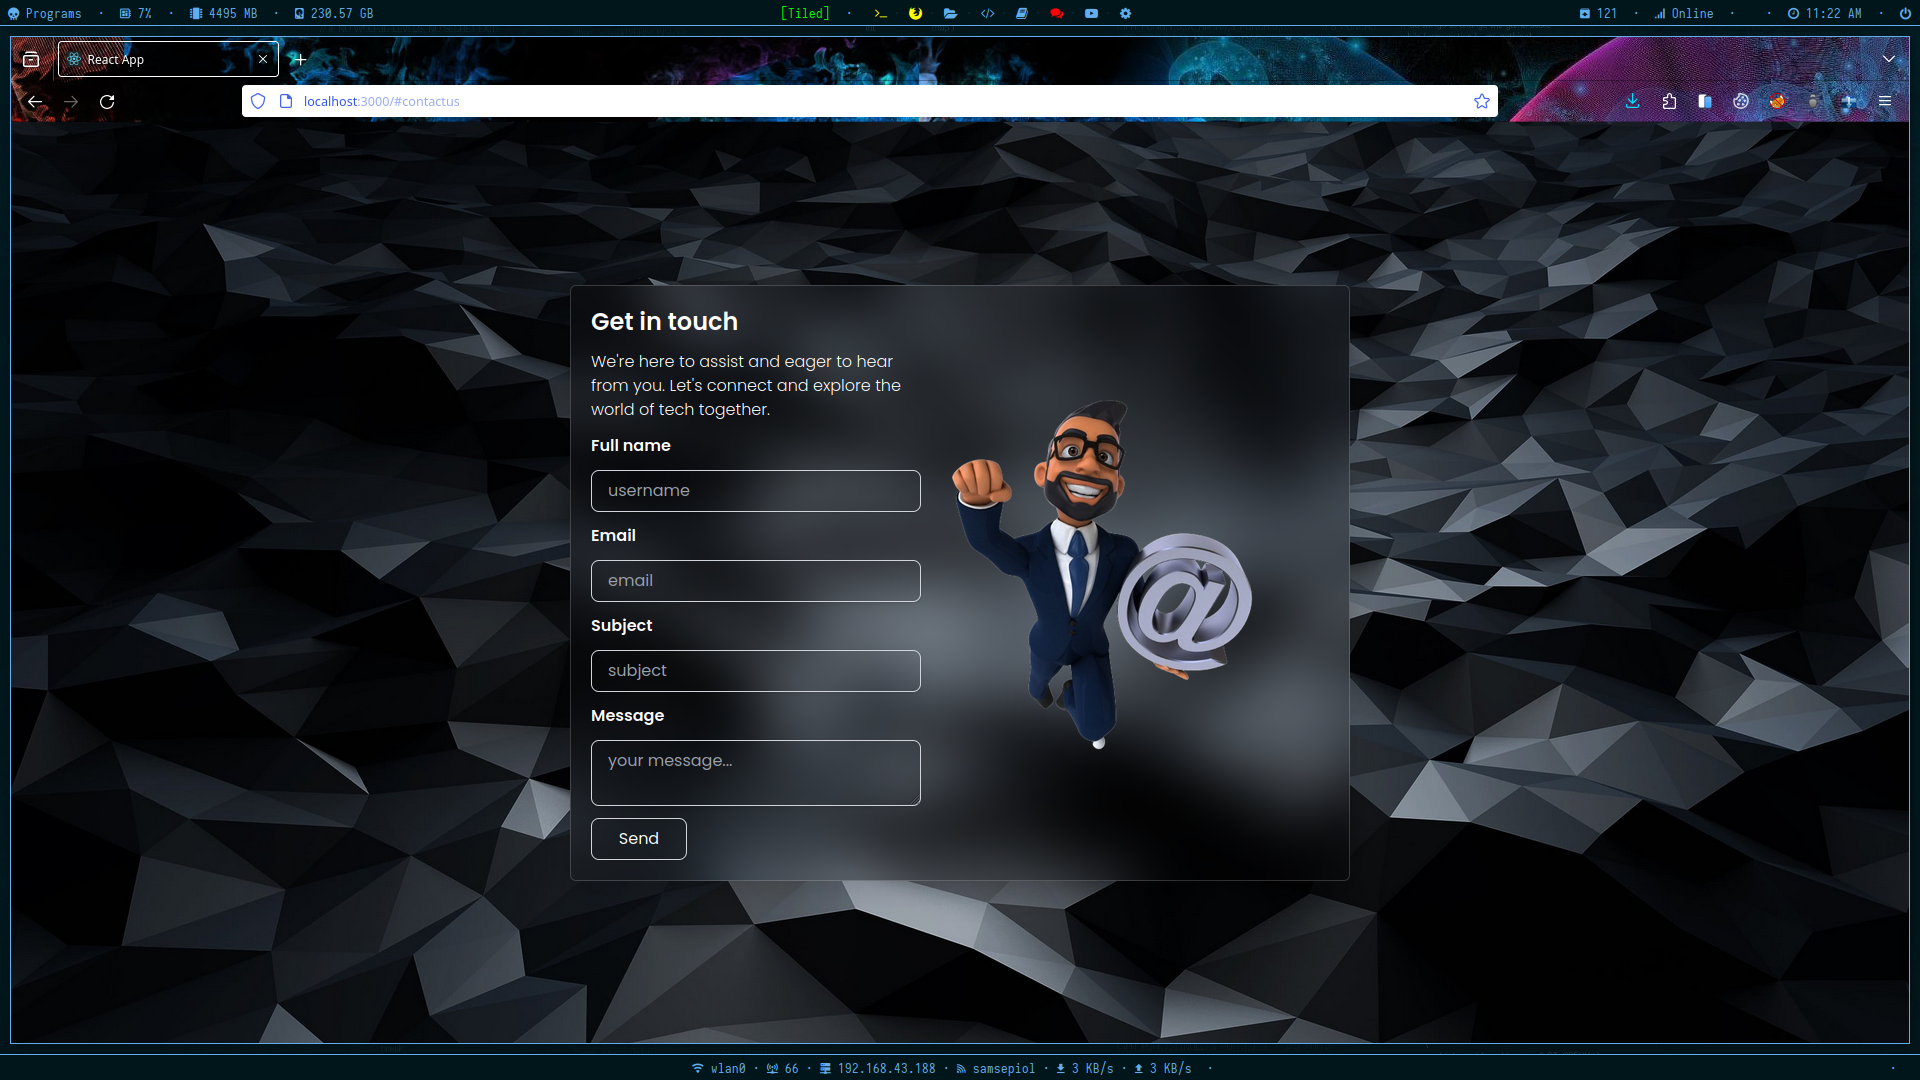 Programs · 7% · 4495 MB · 230.57 GB
[Tiled] ·
121 · Online · · 11:22 AM ·
React App
localhost:3000/#contactus
Get in touch
We're here to assist and eager to hear
from you. Let's connect and explore the
world of tech together.
Full name
username
Email
email
Subject
subject
Message
your message...
Send
@
wlan0 · 66 · 192.168.43.188 · samsepiol · 3 KB/s · 3 KB/s ·